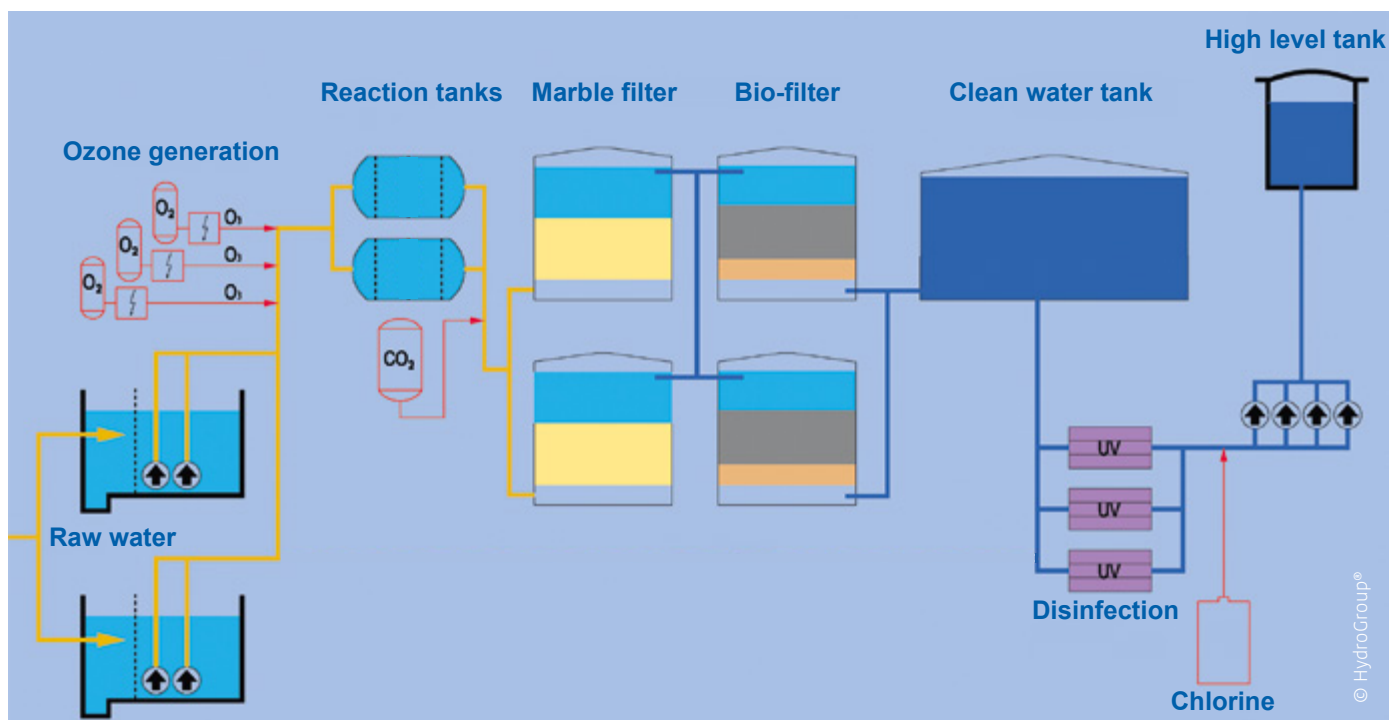 High level tank
Reaction tanks
Marble filter
Bio-filter
Clean water tank
Ozone generation
O₂
O₃
O₂
O₃
O₂
O₃
CO₂
Raw water
UV
UV
UV
Disinfection
Chlorine
© HydroGroup®